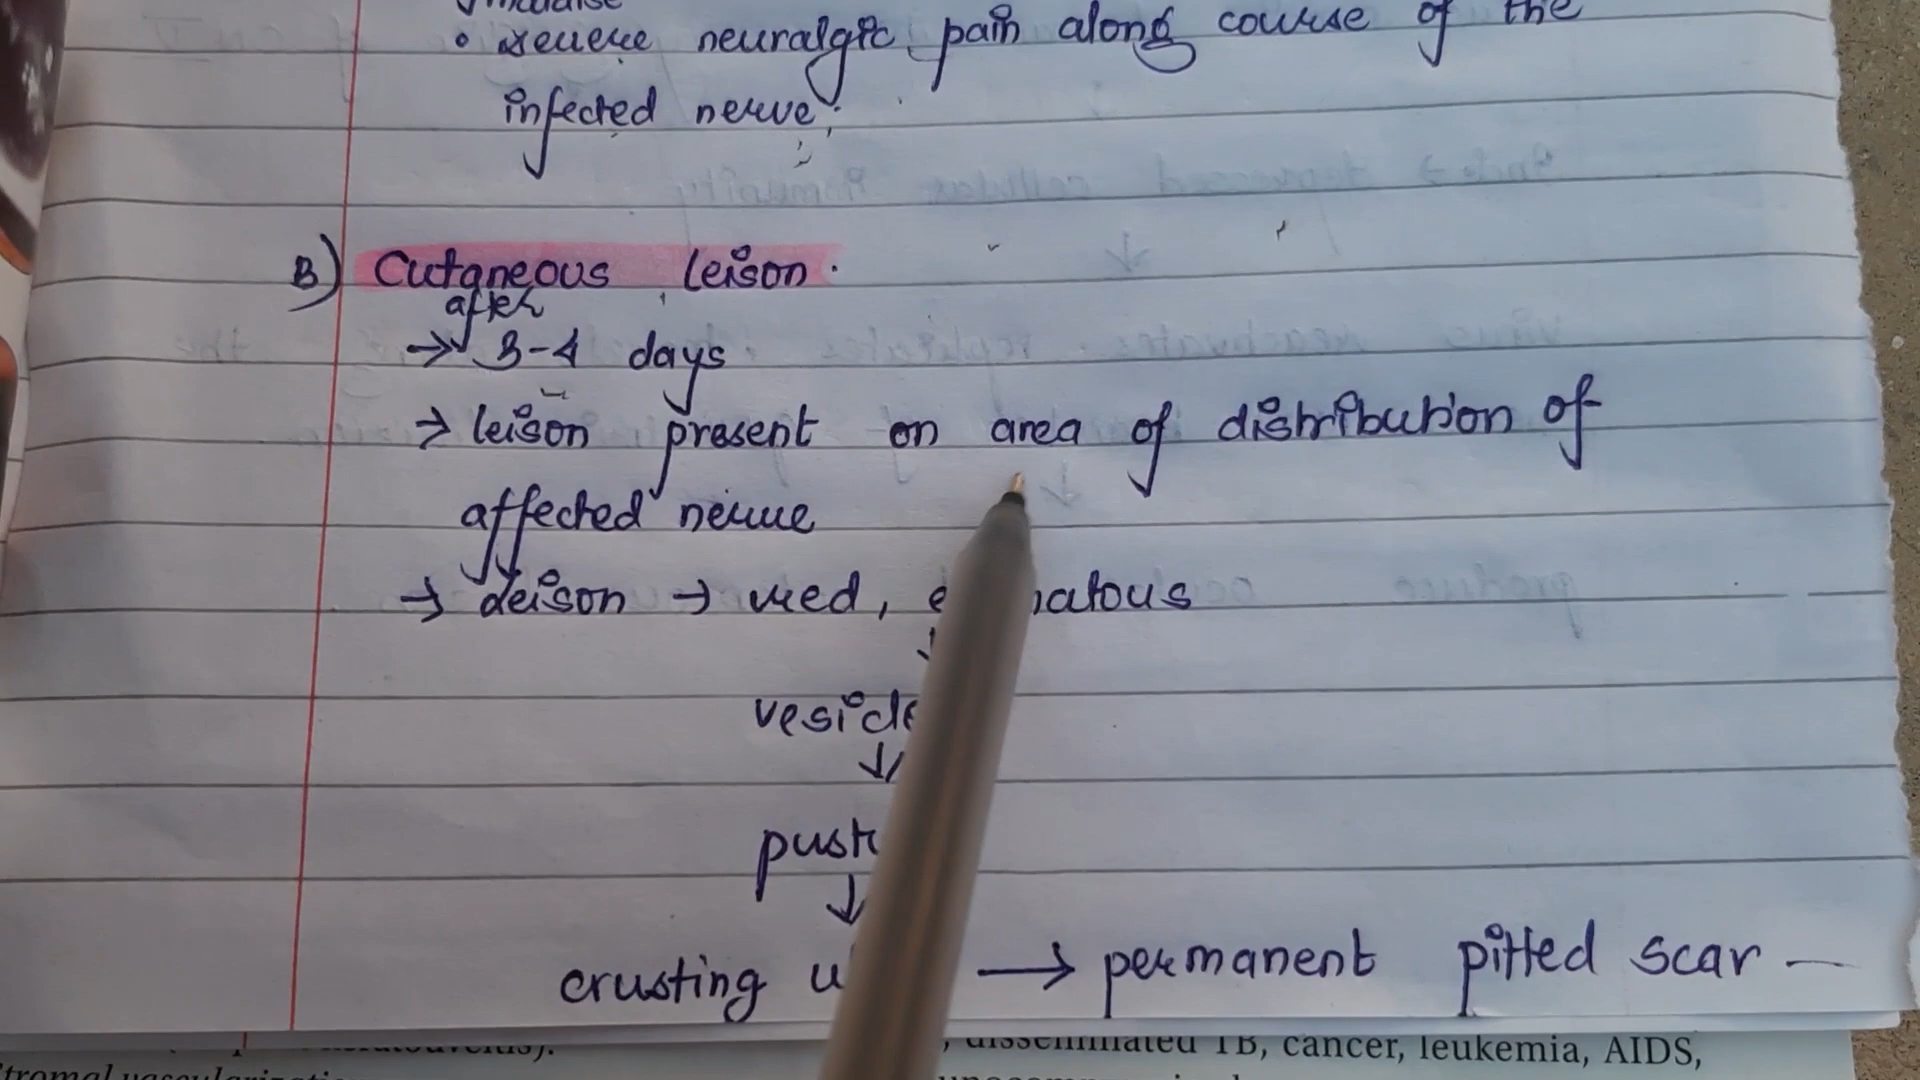 • severe neuralgic pain along course of the
infected nerve.
B) Cutaneous leison.
after
→ 3-4 days
→ leison present on area of distribution of
affected nerve
→ leison → red,
↓
↓
↓
crusting → permanent pitted scar —
disseminated TB, cancer, leukemia, AIDS,